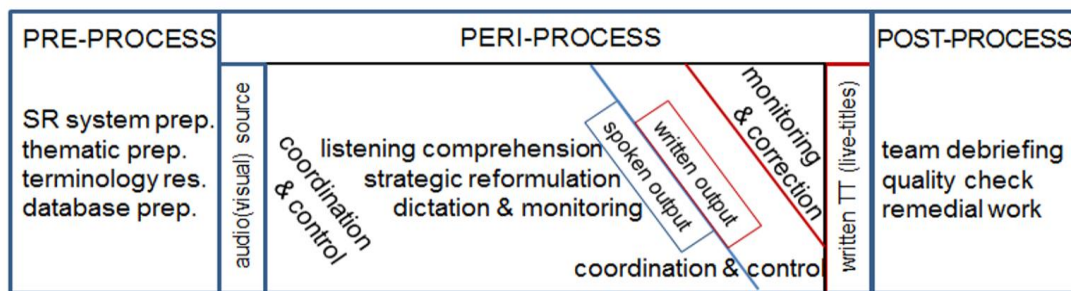 PRE-PROCESS
SR system prep.
thematic prep.
terminology res.
database prep.
PERI-PROCESS
audio(visual) source
coordination
& control
listening comprehension
strategic reformulation
dictation & monitoring
spoken output
written output
monitoring
& correction
coordination & control
written TT (live-titles)
POST-PROCESS
team debriefing
quality check
remedial work